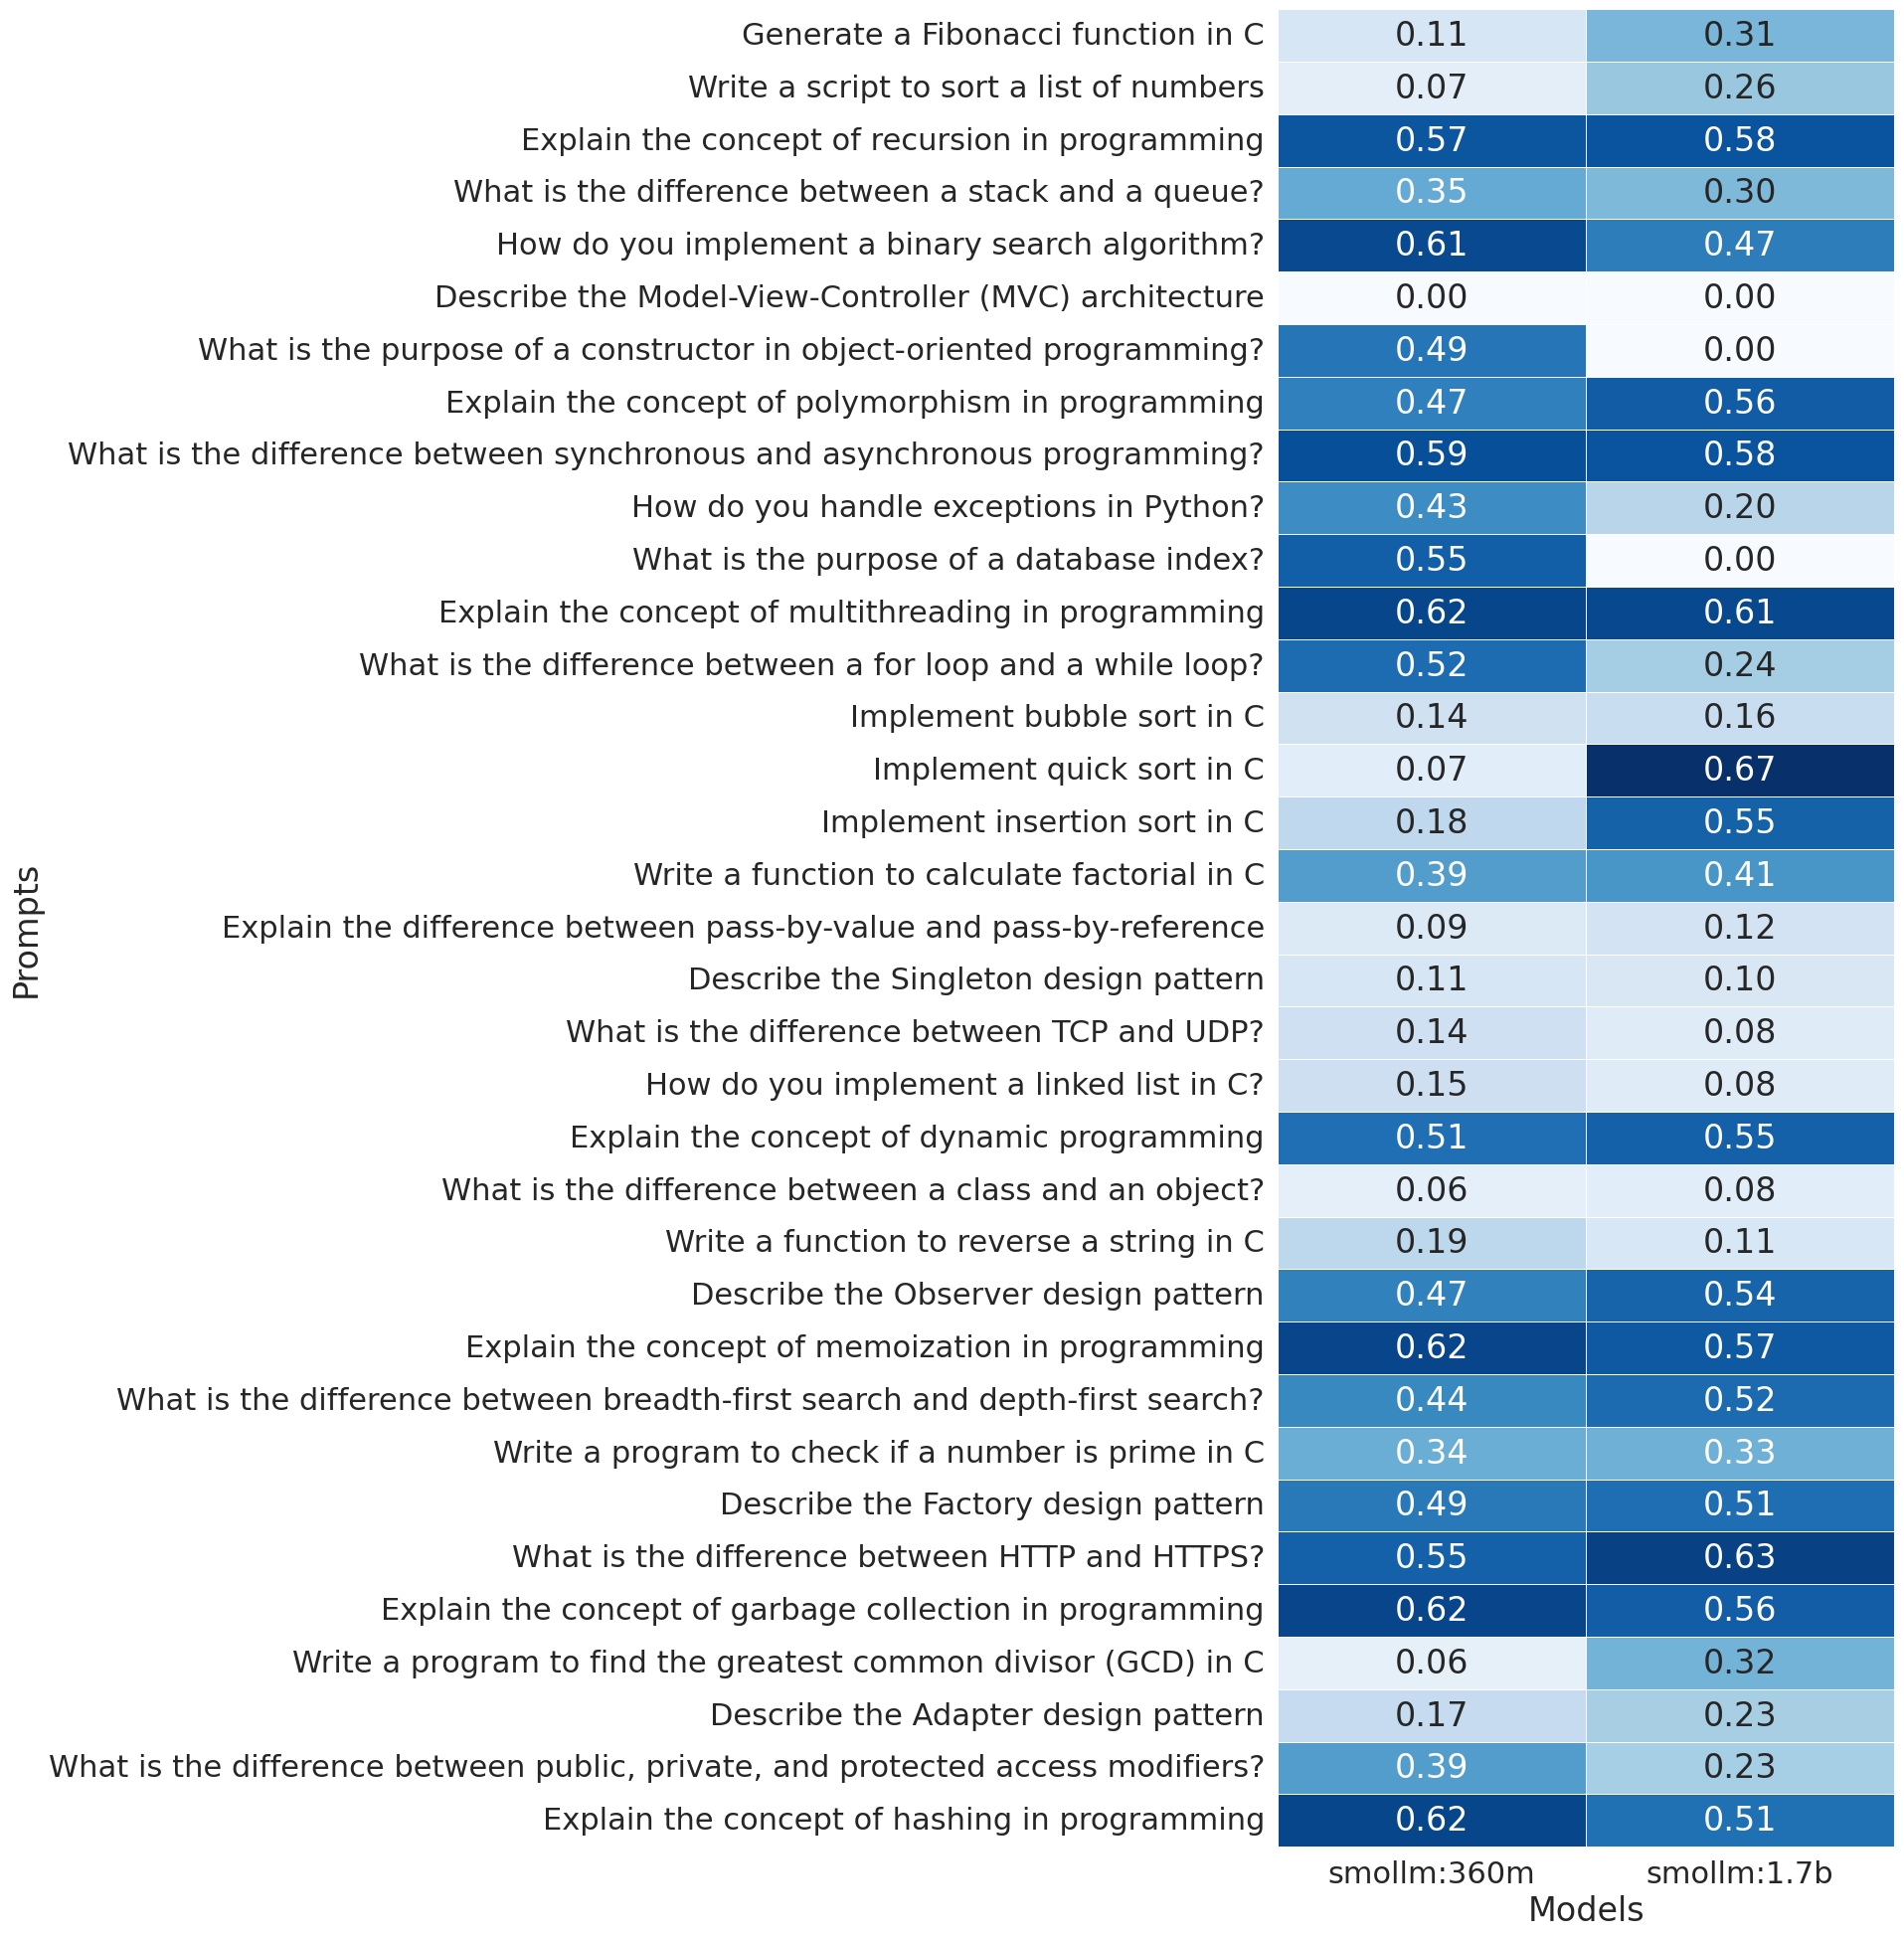 Generate a Fibonacci function in C 0.11 0.31
Write a script to sort a list of numbers 0.07 0.26
Explain the concept of recursion in programming 0.57 0.58
What is the difference between a stack and a queue? 0.35 0.30
How do you implement a binary search algorithm? 0.61 0.47
Describe the Model-View-Controller (MVC) architecture 0.00 0.00
What is the purpose of a constructor in object-oriented programming? 0.49 0.00
Explain the concept of polymorphism in programming 0.47 0.56
What is the difference between synchronous and asynchronous programming? 0.59 0.58
How do you handle exceptions in Python? 0.43 0.20
What is the purpose of a database index? 0.55 0.00
Explain the concept of multithreading in programming 0.62 0.61
What is the difference between a for loop and a while loop? 0.52 0.24
Implement bubble sort in C 0.14 0.16
Implement quick sort in C 0.07 0.67
Implement insertion sort in C 0.18 0.55
Write a function to calculate factorial in C 0.39 0.41
Explain the difference between pass-by-value and pass-by-reference 0.09 0.12
Describe the Singleton design pattern 0.11 0.10
What is the difference between TCP and UDP? 0.14 0.08
How do you implement a linked list in C? 0.15 0.08
Explain the concept of dynamic programming 0.51 0.55
What is the difference between a class and an object? 0.06 0.08
Write a function to reverse a string in C 0.19 0.11
Describe the Observer design pattern 0.47 0.54
Explain the concept of memoization in programming 0.62 0.57
What is the difference between breadth-first search and depth-first search? 0.44 0.52
Write a program to check if a number is prime in C 0.34 0.33
Describe the Factory design pattern 0.49 0.51
What is the difference between HTTP and HTTPS? 0.55 0.63
Explain the concept of garbage collection in programming 0.62 0.56
Write a program to find the greatest common divisor (GCD) in C 0.06 0.32
Describe the Adapter design pattern 0.17 0.23
What is the difference between public, private, and protected access modifiers? 0.39 0.23
Explain the concept of hashing in programming 0.62 0.51
smollm:360m smollm:1.7b
Models
Prompts